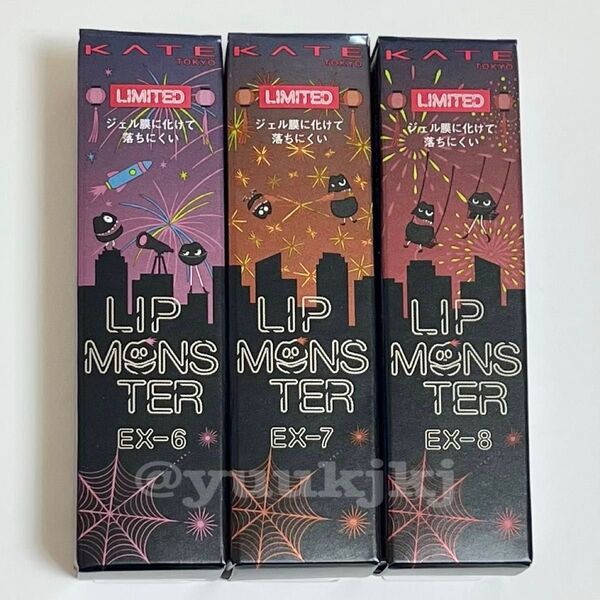 KATE
TOKYO
LIMITED
ジェル膜に化けて
落ちにくい
LIP
MONS
TER
EX-6
KATE
TOKYO
LIMITED
ジェル膜に化けて
落ちにくい
LIP
MONS
TER
EX-7
KATE
TOKYO
LIMITED
ジェル膜に化けて
落ちにくい
LIP
MONS
TER
EX-8
@yuukjkj